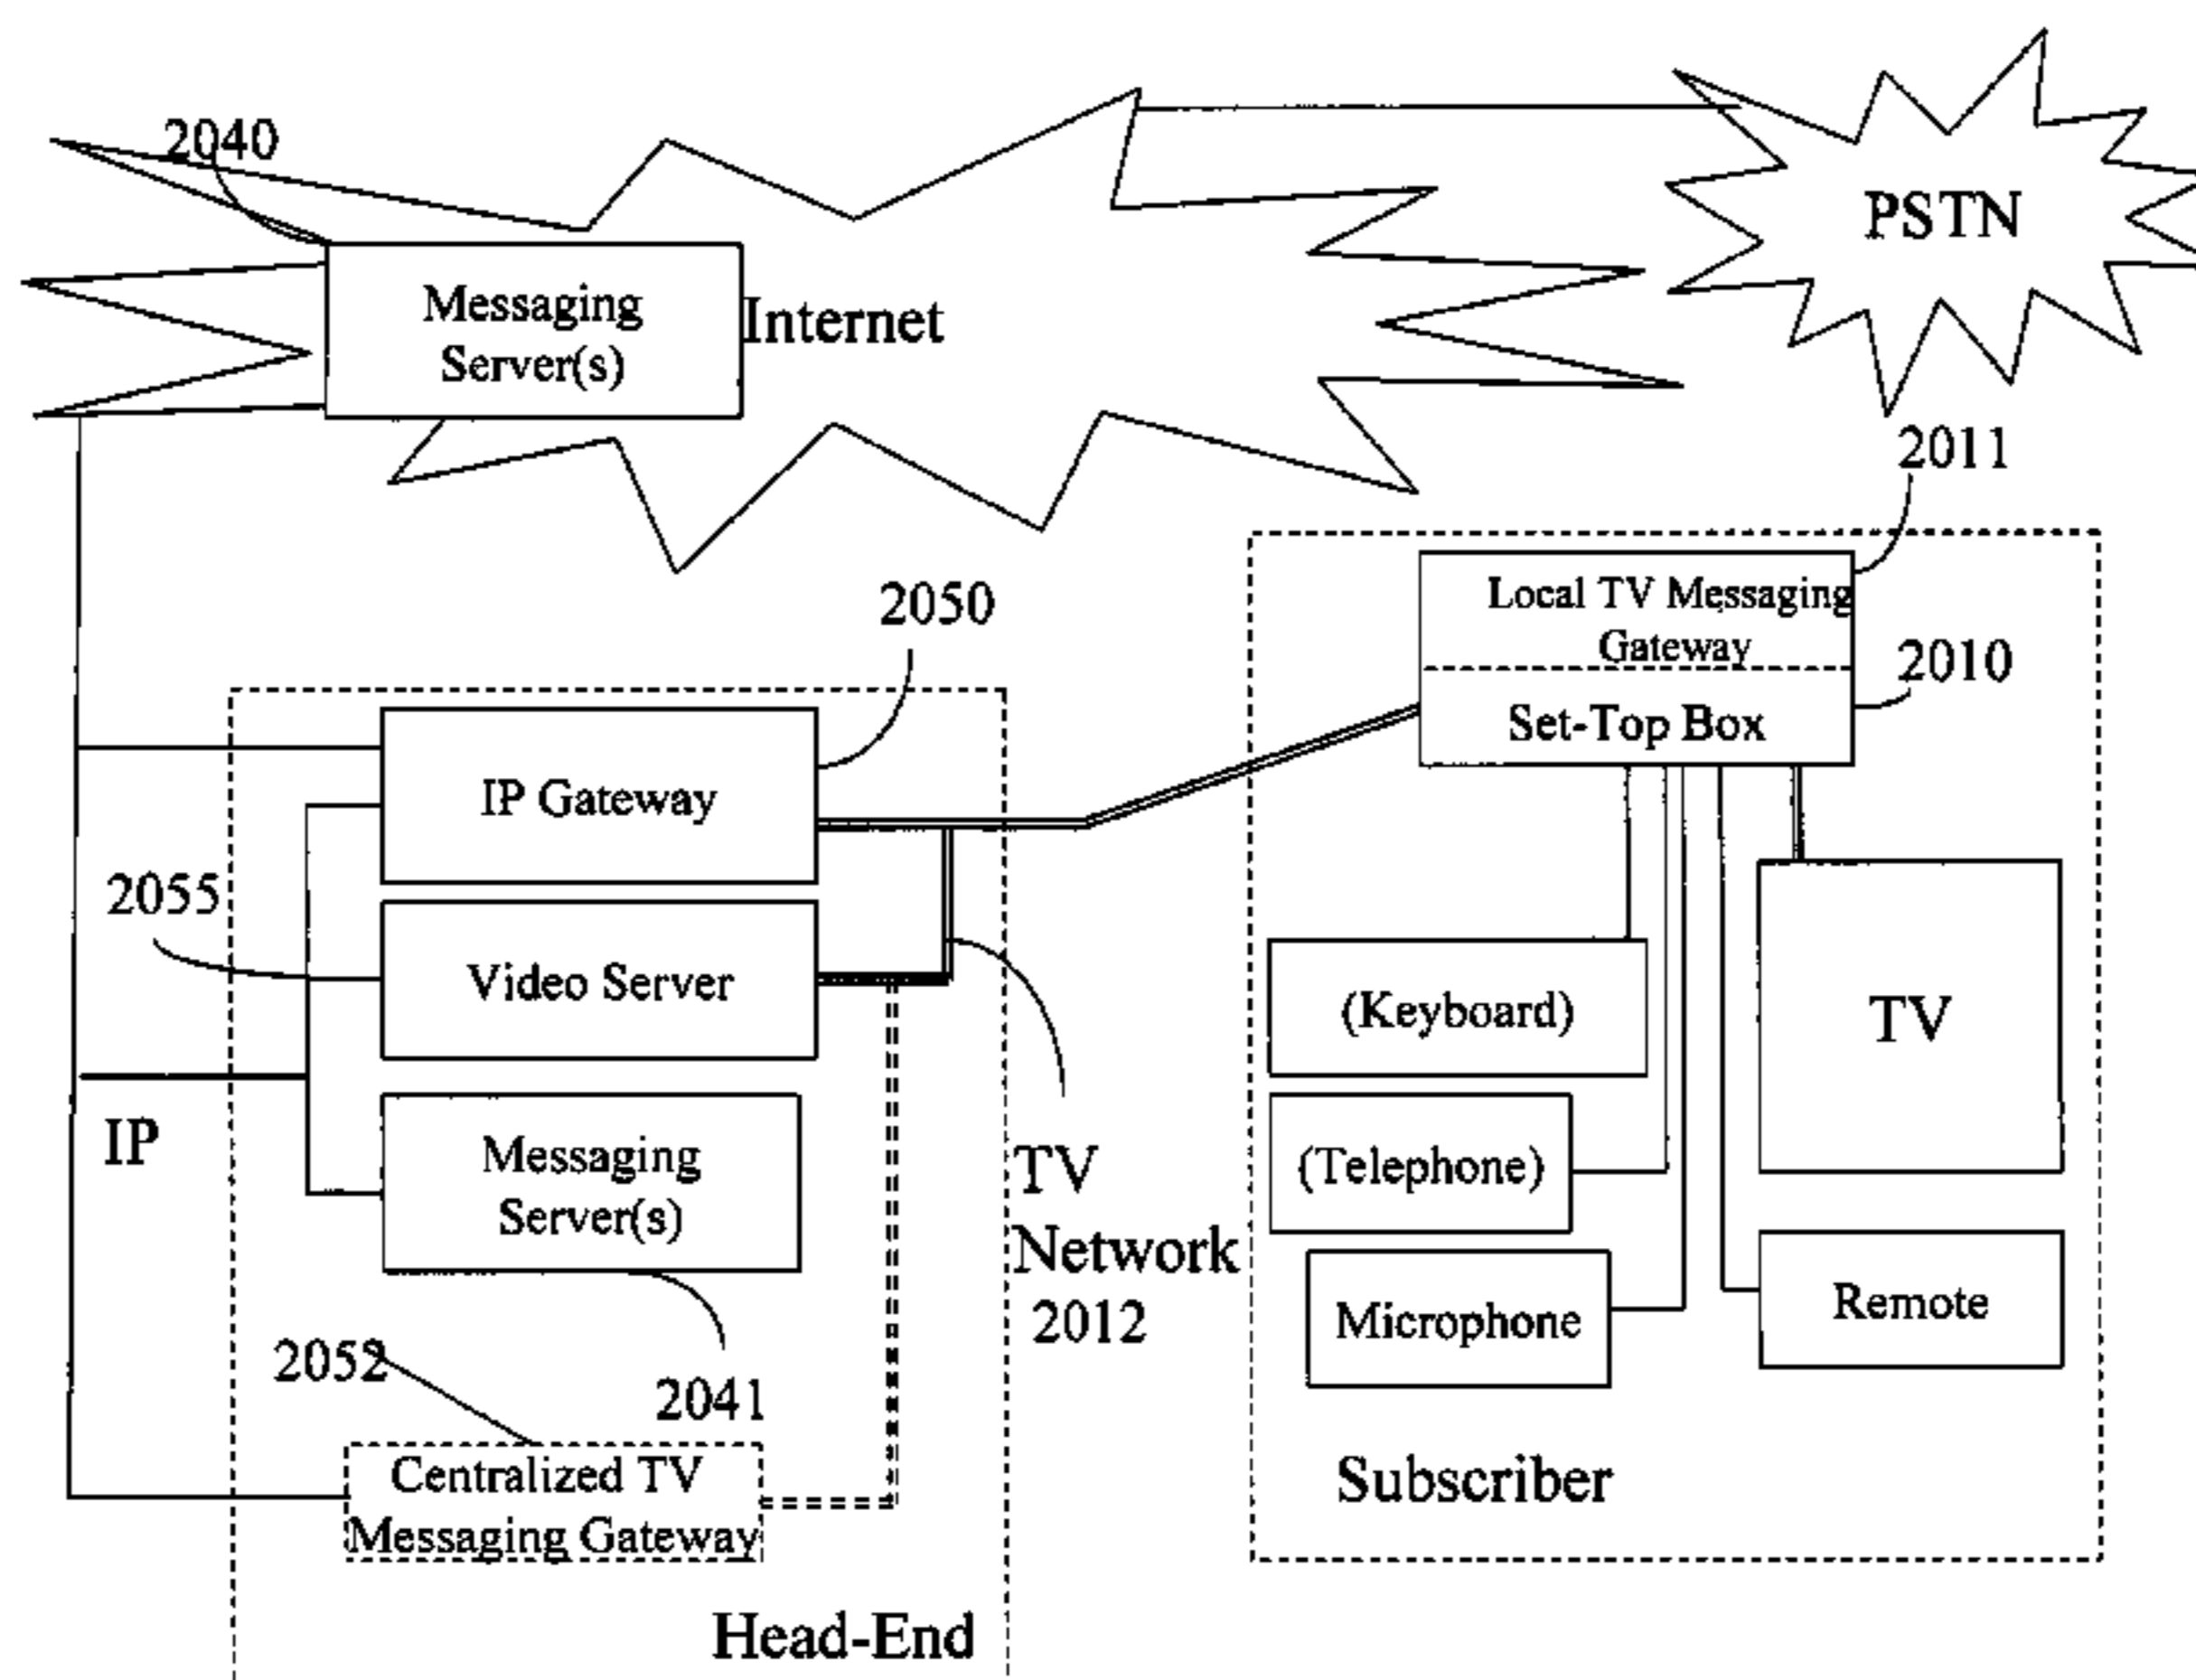 2040
PSTN
Messaging
Server(s)
Internet
2011
2050
Local TV Messaging
Gateway
2010
Set-Top Box
IP Gateway
2055
Video Server
(Keyboard)
TV
IP
Messaging
Server(s)
TV
Network
2012
(Telephone)
Microphone
Remote
2052
2041
Centralized TV
Messaging Gateway
Subscriber
Head-End